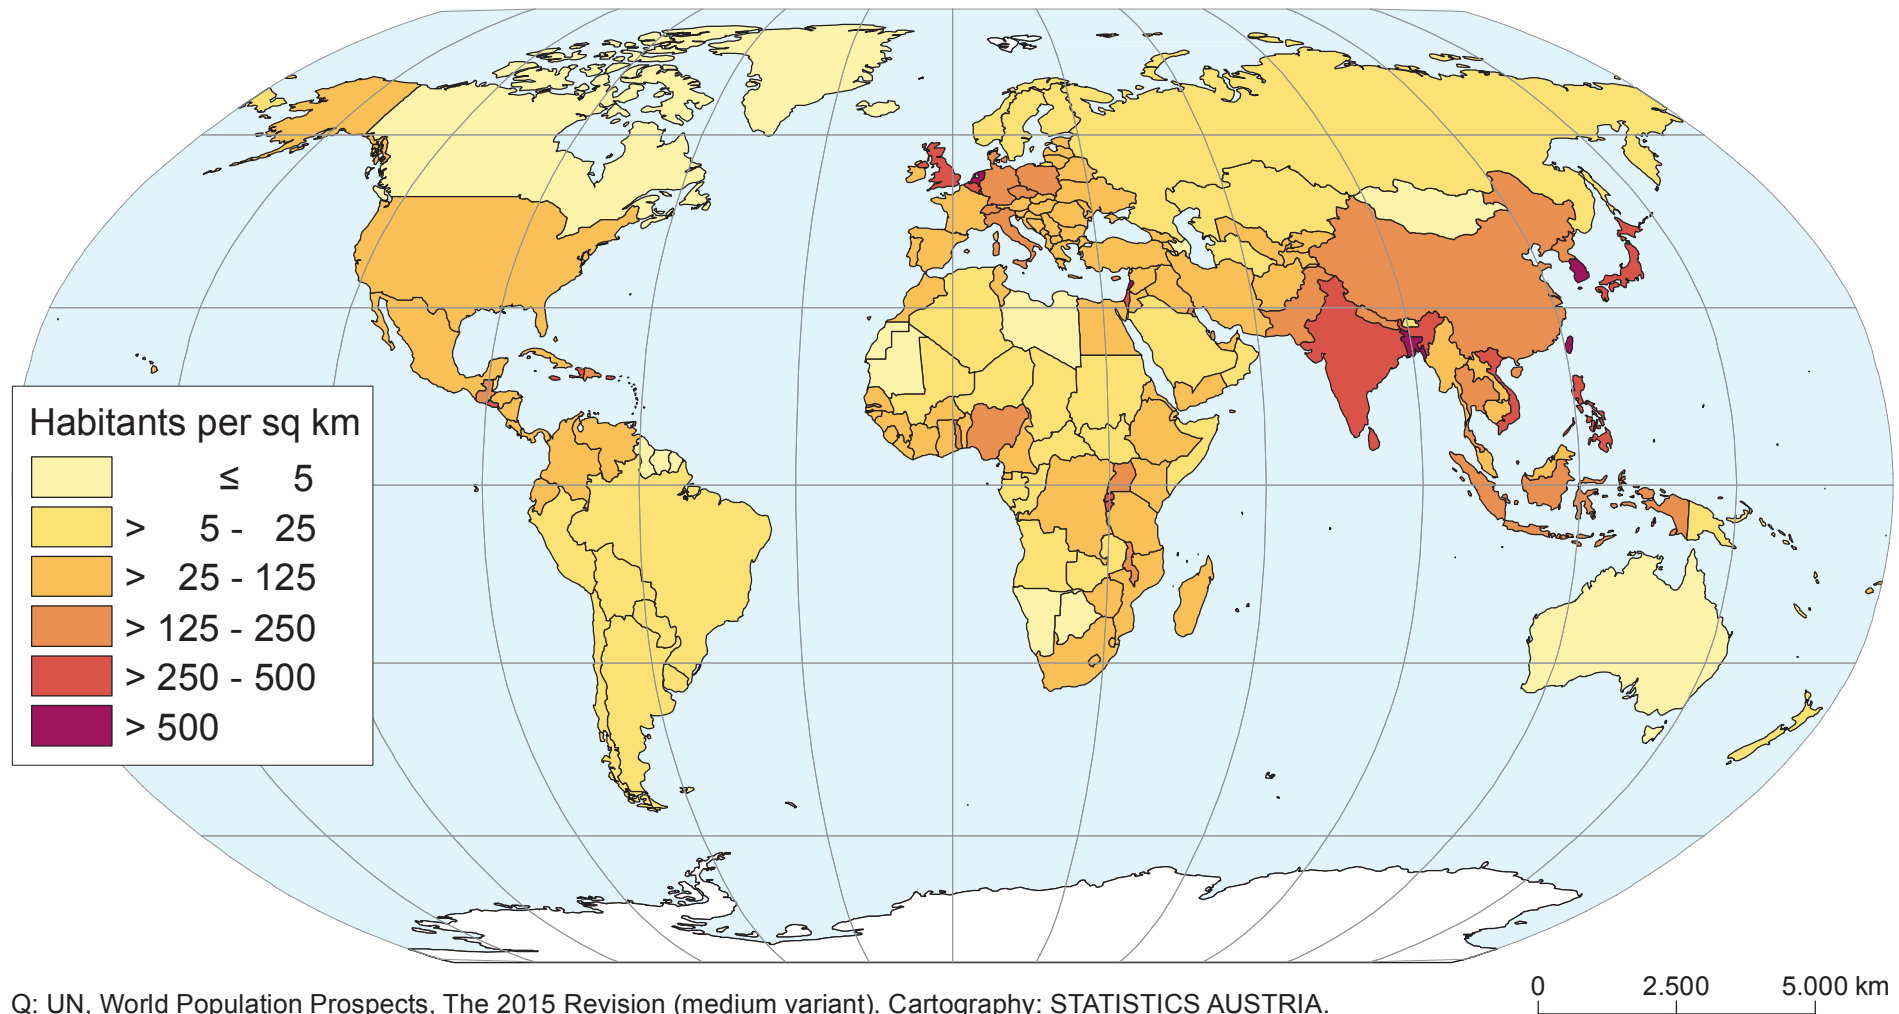 Habitants per sq km
≤ 5
> 5 - 25
> 25 - 125
> 125 - 250
> 250 - 500
> 500
0 2.500 5.000 km
Q: UN, World Population Prospects, The 2015 Revision (medium variant). Cartography: STATISTICS AUSTRIA.